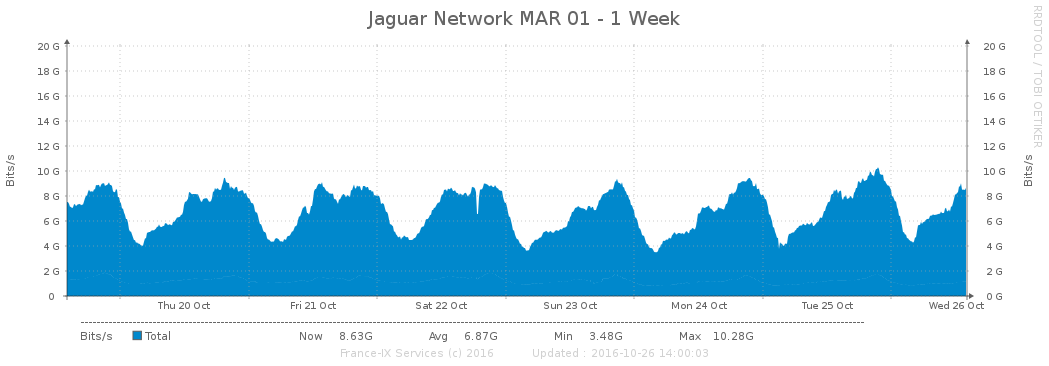 Jaguar Network MAR 01 - 1 Week
RRDTOOL / TOBI OETIKER
Bits/s
Bits/s
20 G 20 G
18 G 18 G
16 G 16 G
14 G 14 G
12 G 12 G
10 G 10 G
8 G 8 G
6 G 6 G
4 G 4 G
2 G 2 G
0 0 G
Thu 20 Oct Fri 21 Oct Sat 22 Oct Sun 23 Oct Mon 24 Oct Tue 25 Oct Wed 26 Oct
Bits/s Total Now 8.63G Avg 6.87G Min 3.48G Max 10.28G
France-IX Services (c) 2016 Updated : 2016-10-26 14:00:03